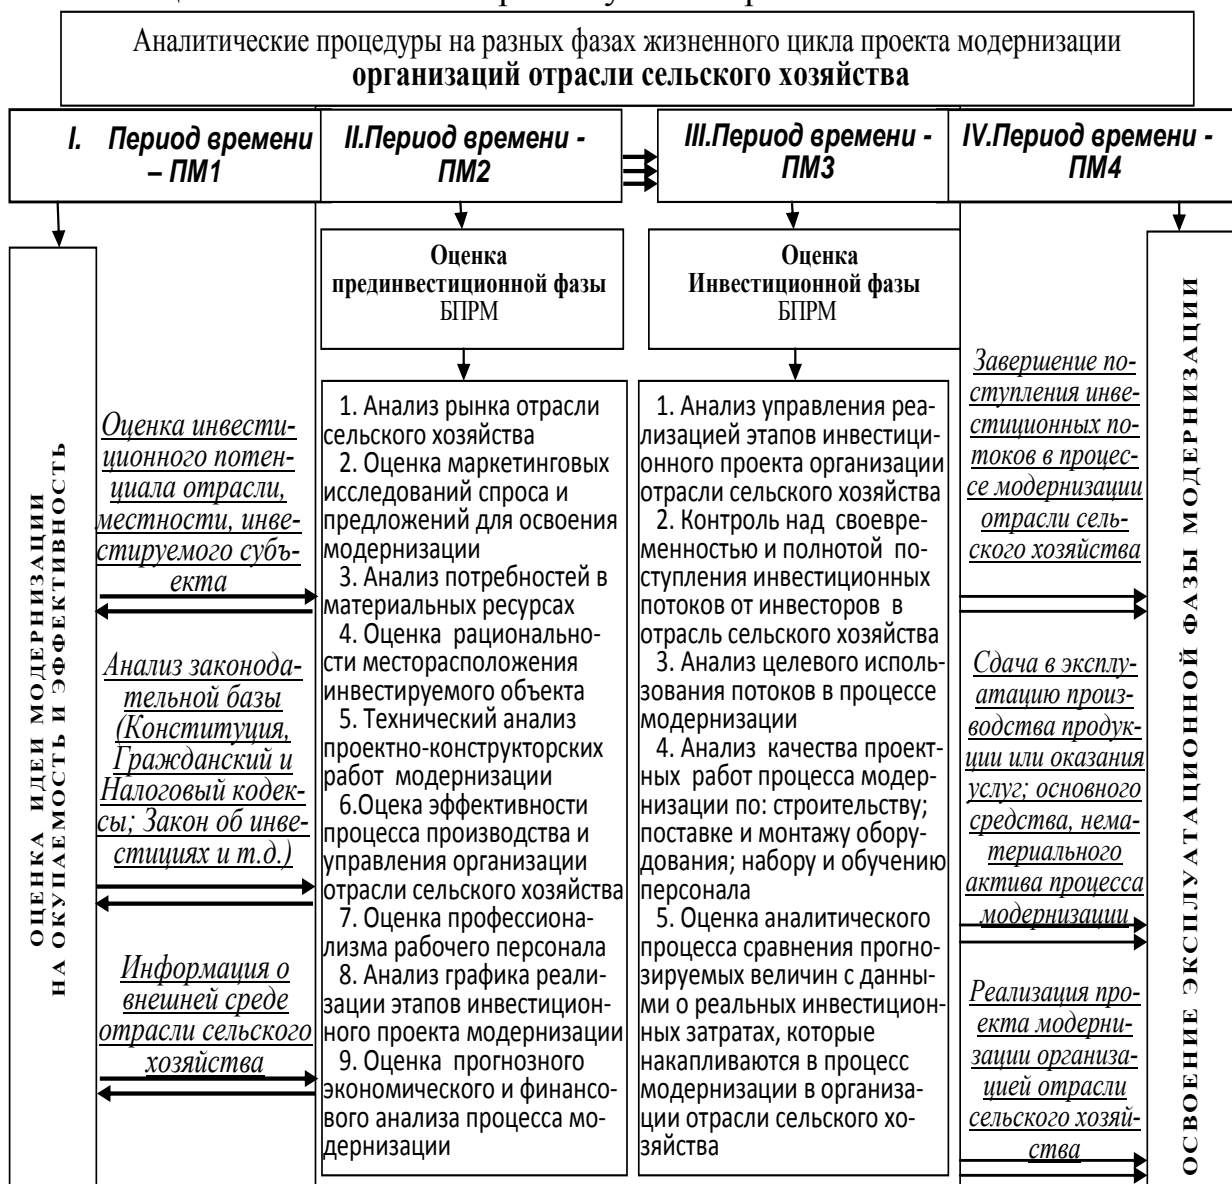 Аналитические процедуры на разных фазах жизненного цикла проекта модернизации
организаций отрасли сельского хозяйства
I. Период времени
– ПМ1
II.Период времени -
ПМ2
III.Период времени -
ПМ3
IV.Период времени -
ПМ4
ОЦЕНКА ИДЕИ МОДЕРНИЗАЦИИ
НА ОКУПАЕМОСТЬ И ЭФФЕКТИВНОСТЬ
Оценка инвести-
ционного потен-
циала отрасли,
местности, инве-
стируемого субъ-
екта
Анализ законода-
тельной базы
(Конституция,
Гражданский и
Налоговый кодек-
сы; Закон об инве-
стициях и т.д.)
Информация о
внешней среде
отрасли сельского
хозяйства
Оценка
прединвестиционной фазы
БПРМ
1. Анализ рынка отрасли
сельского хозяйства
2. Оценка маркетинговых
исследований спроса и
предложений для освоения
модернизации
3. Анализ потребностей в
материальных ресурсах
4. Оценка рационально-
сти месторасположения
инвестируемого объекта
5. Технический анализ
проектно-конструкторских
работ модернизации
6.Оцека эффективности
процесса производства и
управления организации
отрасли сельского хозяйства
7. Оценка профессиона-
лизма рабочего персонала
8. Анализ графика реали-
зации этапов инвестицион-
ного проекта модернизации
9. Оценка прогнозного
экономического и финансо-
вого анализа процесса мо-
дернизации
Оценка
Инвестиционной фазы
БПРМ
1. Анализ управления реа-
лизацией этапов инвестици-
онного проекта организации
отрасли сельского хозяйства
2. Контроль над своевре-
менностью и полнотой по-
ступления инвестиционных
потоков от инвесторов в
отрасль сельского хозяйства
3. Анализ целевого исполь-
зования потоков в процессе
модернизации
4. Анализ качества проект-
ных работ процесса модер-
низации по: строительству;
поставке и монтажу обору-
дования; набору и обучению
персонала
5. Оценка аналитического
процесса сравнения прогно-
зируемых величин с данны-
ми о реальных инвестицион-
ных затратах, которые
накапливаются в процесс
модернизации в организа-
ции отрасли сельского хо-
зяйства
Завершение по-
ступления инве-
стиционных по-
токов в процес-
се модернизации
отрасли сель-
ского хозяйства
Сдача в эксплу-
атацию произ-
водства продук-
ции или оказания
услуг; основного
средства, нема-
териального
актива процесса
модернизации
Реализация про-
екта модерни-
зации организа-
цией отрасли
сельского хозяй-
ства
ОСВОЕНИЕ ЭКСПЛУАТАЦИОННОЙ ФАЗЫ МОДЕРНИЗАЦИИ